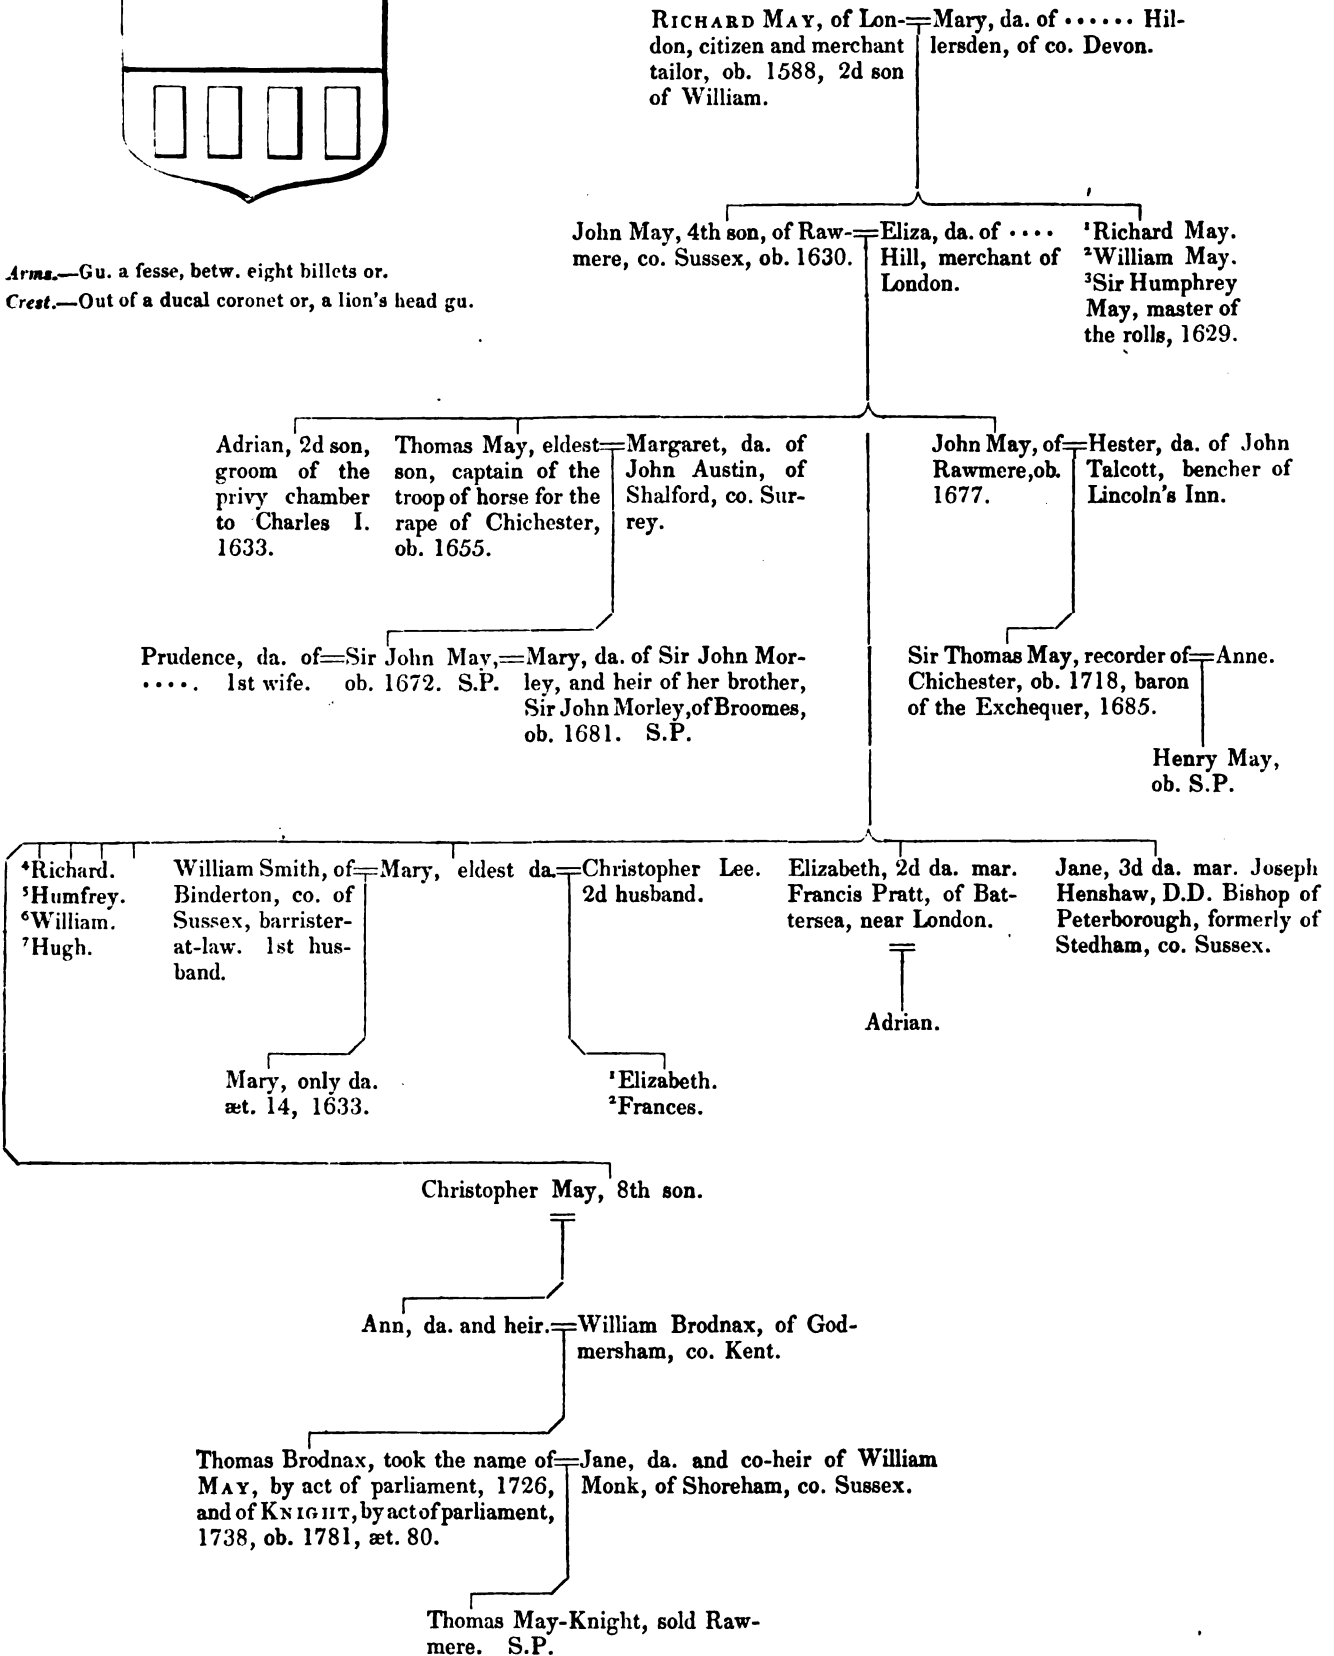 RICHARD MAY, of Lon-
don, citizen and merchant
tailor, ob. 1588, 2d son
of William.
Mary, da. of ...... Hil-
lersden, of co. Devon.
Arms.—Gu. a fesse, betw. eight billets or.
Crest.—Out of a ducal coronet or, a lion's head gu.
John May, 4th son, of Raw-
mere, co. Sussex, ob. 1630.
Eliza, da. of ....
Hill, merchant of
London.
¹Richard May.
²William May.
³Sir Humphrey
May, master of
the rolls, 1629.
Adrian, 2d son,
groom of the
privy chamber
to Charles I.
1633.
Thomas May, eldest
son, captain of the
troop of horse for the
rape of Chichester,
ob. 1655.
Margaret, da. of
John Austin, of
Shalford, co. Sur-
rey.
John May, of
Rawmere, ob.
1677.
Hester, da. of John
Talcott, bencher of
Lincoln's Inn.
Prudence, da. of
..... 1st wife.
Sir John May,
ob. 1672. S.P.
Mary, da. of Sir John Mor-
ley, and heir of her brother,
Sir John Morley, of Broomes,
ob. 1681. S.P.
Sir Thomas May, recorder of
Chichester, ob. 1718, baron
of the Exchequer, 1685.
Anne.
Henry May,
ob. S.P.
⁴Richard.
⁵Humfrey.
⁶William.
⁷Hugh.
William Smith, of
Binderton, co. of
Sussex, barrister-
at-law. 1st hus-
band.
Mary, eldest da.
Christopher Lee.
2d husband.
Elizabeth, 2d da. mar.
Francis Pratt, of Bat-
tersea, near London.
Jane, 3d da. mar. Joseph
Henshaw, D.D. Bishop of
Peterborough, formerly of
Stedham, co. Sussex.
Adrian.
Mary, only da.
æt. 14, 1633.
¹Elizabeth.
²Frances.
Christopher May, 8th son.
Ann, da. and heir.
William Brodnax, of God-
mersham, co. Kent.
Thomas Brodnax, took the name of
MAY, by act of parliament, 1726,
and of KNIGHT, by act of parliament,
1738, ob. 1781, æt. 80.
Jane, da. and co-heir of William
Monk, of Shoreham, co. Sussex.
Thomas May-Knight, sold Raw-
mere. S.P.